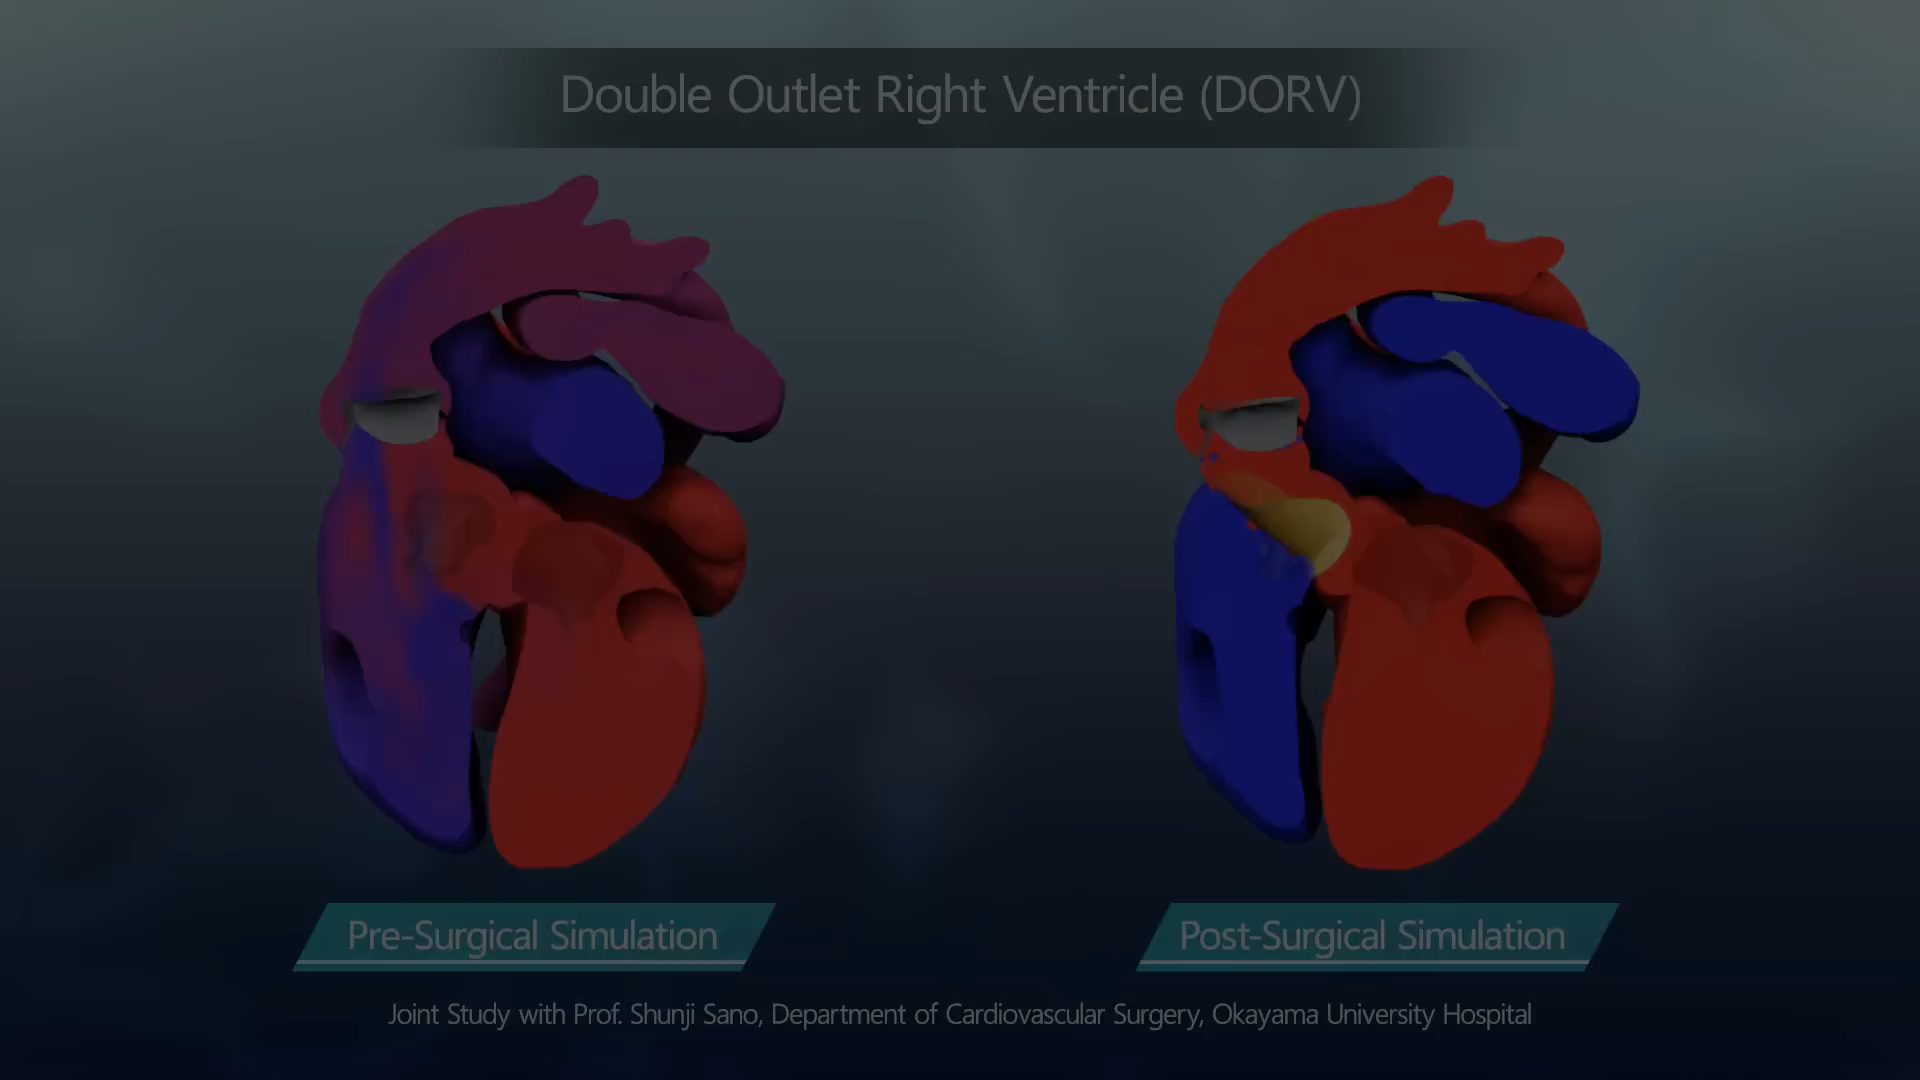 Double Outlet Right Ventricle (DORV)
Pre-Surgical Simulation
Post-Surgical Simulation
Joint Study with Prof. Shunji Sano, Department of Cardiovascular Surgery, Okayama University Hospital